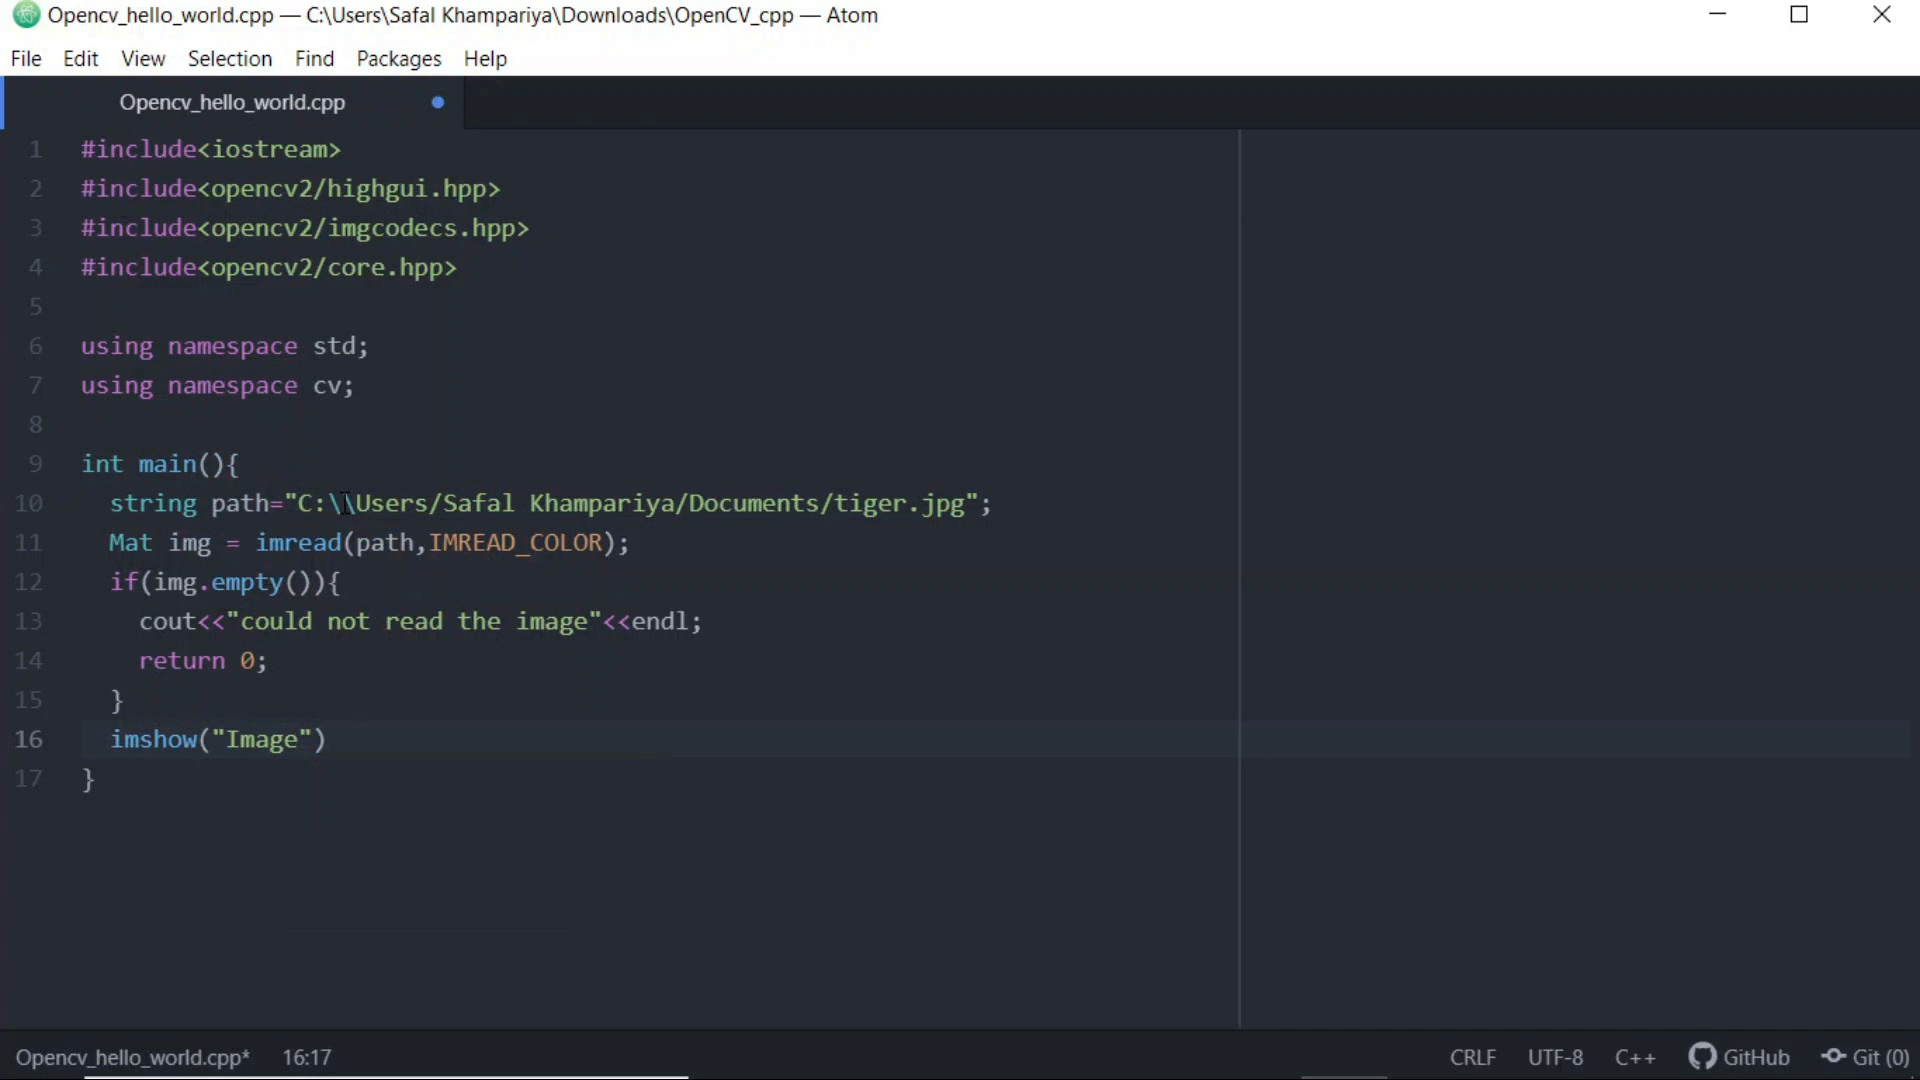 Opencv_hello_world.cpp — C:\Users\Safal Khampariya\Downloads\OpenCV_cpp — Atom
File Edit View Selection Find Packages Help
Opencv_hello_world.cpp
1 #include<iostream>
2 #include<opencv2/highgui.hpp>
3 #include<opencv2/imgcodecs.hpp>
4 #include<opencv2/core.hpp>
5
6 using namespace std;
7 using namespace cv;
8
9 int main(){
10 string path="C:\\Users/Safal Khampariya/Documents/tiger.jpg";
11 Mat img = imread(path,IMREAD_COLOR);
12 if(img.empty()){
13 cout<<"could not read the image"<<endl;
14 return 0;
15 }
16 imshow("Image")
17 }
Opencv_hello_world.cpp* 16:17 CRLF UTF-8 C++ GitHub Git (0)